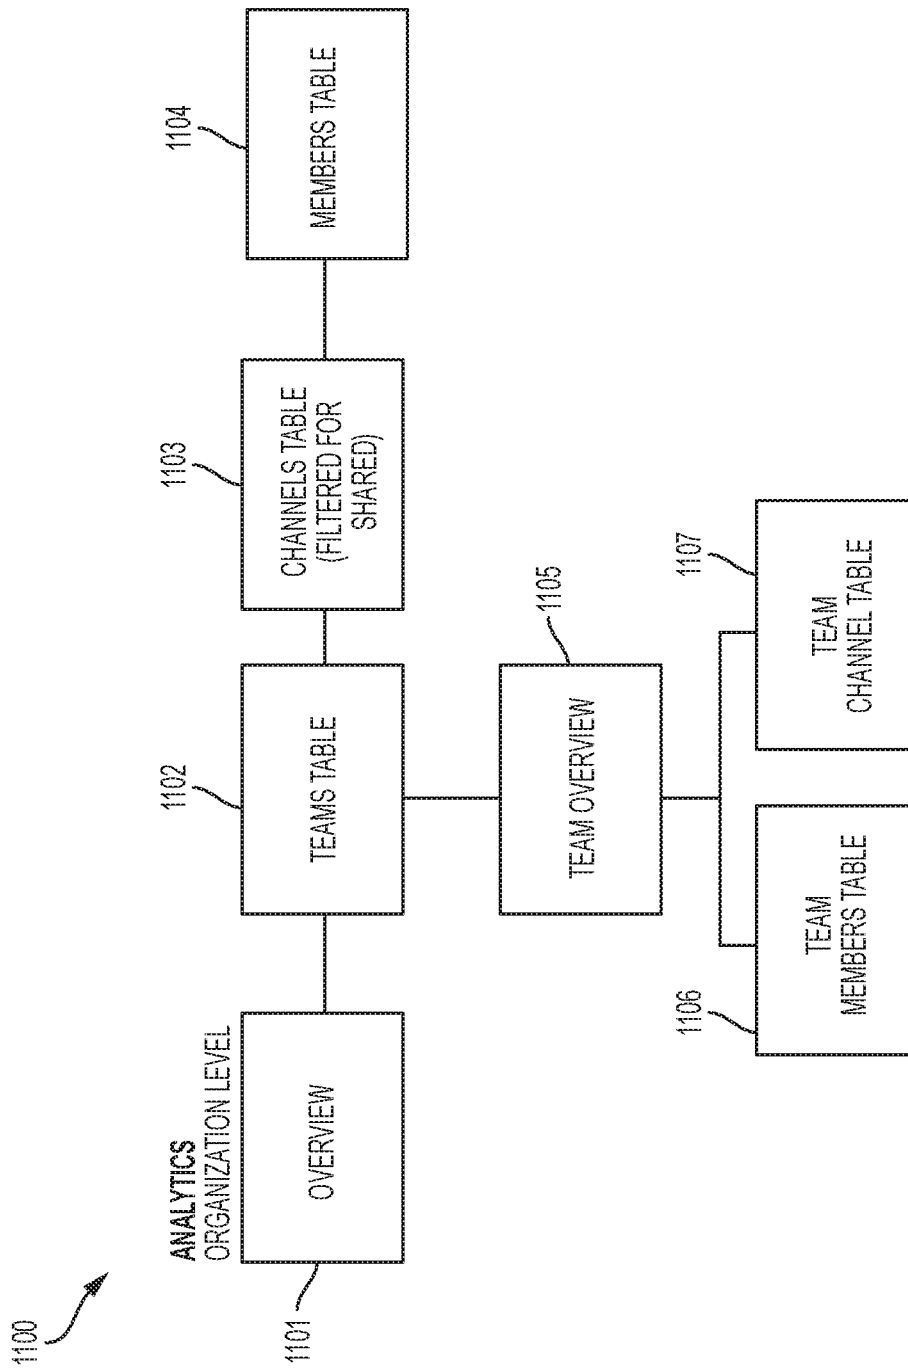 1100
ANALYTICS
ORGANIZATION LEVEL
1101
OVERVIEW
1102
TEAMS TABLE
1103
CHANNELS TABLE
(FILTERED FOR
SHARED)
1104
MEMBERS TABLE
1105
TEAM OVERVIEW
1106
TEAM
MEMBERS TABLE
1107
TEAM
CHANNEL TABLE